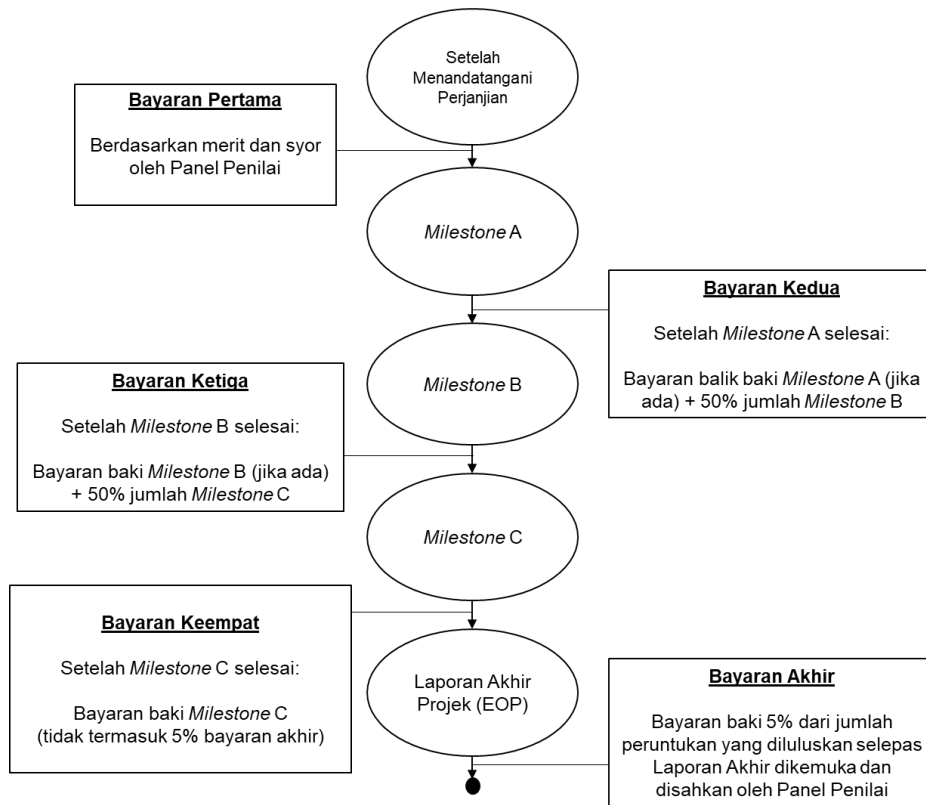 Setelah
Menandatangani
Perjanjian
Bayaran Pertama
Berdasarkan merit dan syor
oleh Panel Penilai
Milestone A
Bayaran Kedua
Setelah Milestone A selesai:
Bayaran balik baki Milestone A (jika
ada) + 50% jumlah Milestone B
Milestone B
Bayaran Ketiga
Setelah Milestone B selesai:
Bayaran baki Milestone B (jika ada)
+ 50% jumlah Milestone C
Milestone C
Bayaran Keempat
Setelah Milestone C selesai:
Bayaran baki Milestone C
(tidak termasuk 5% bayaran akhir)
Laporan Akhir
Projek (EOP)
Bayaran Akhir
Bayaran baki 5% dari jumlah
peruntukan yang diluluskan selepas
Laporan Akhir dikemuka dan
disahkan oleh Panel Penilai